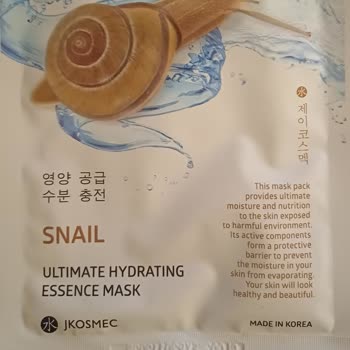 水 제이코스멕
영양 공급
수분 충전
SNAIL
ULTIMATE HYDRATING
ESSENCE MASK
This mask pack
provides ultimate
moisture and nutrition
to the skin exposed
to harmful environment.
Its active components
form a protective
barrier to prevent
the moisture in your
skin from evaporating.
Your skin will look
healthy and beautiful.
水 JKOSMEC
MADE IN KOREA